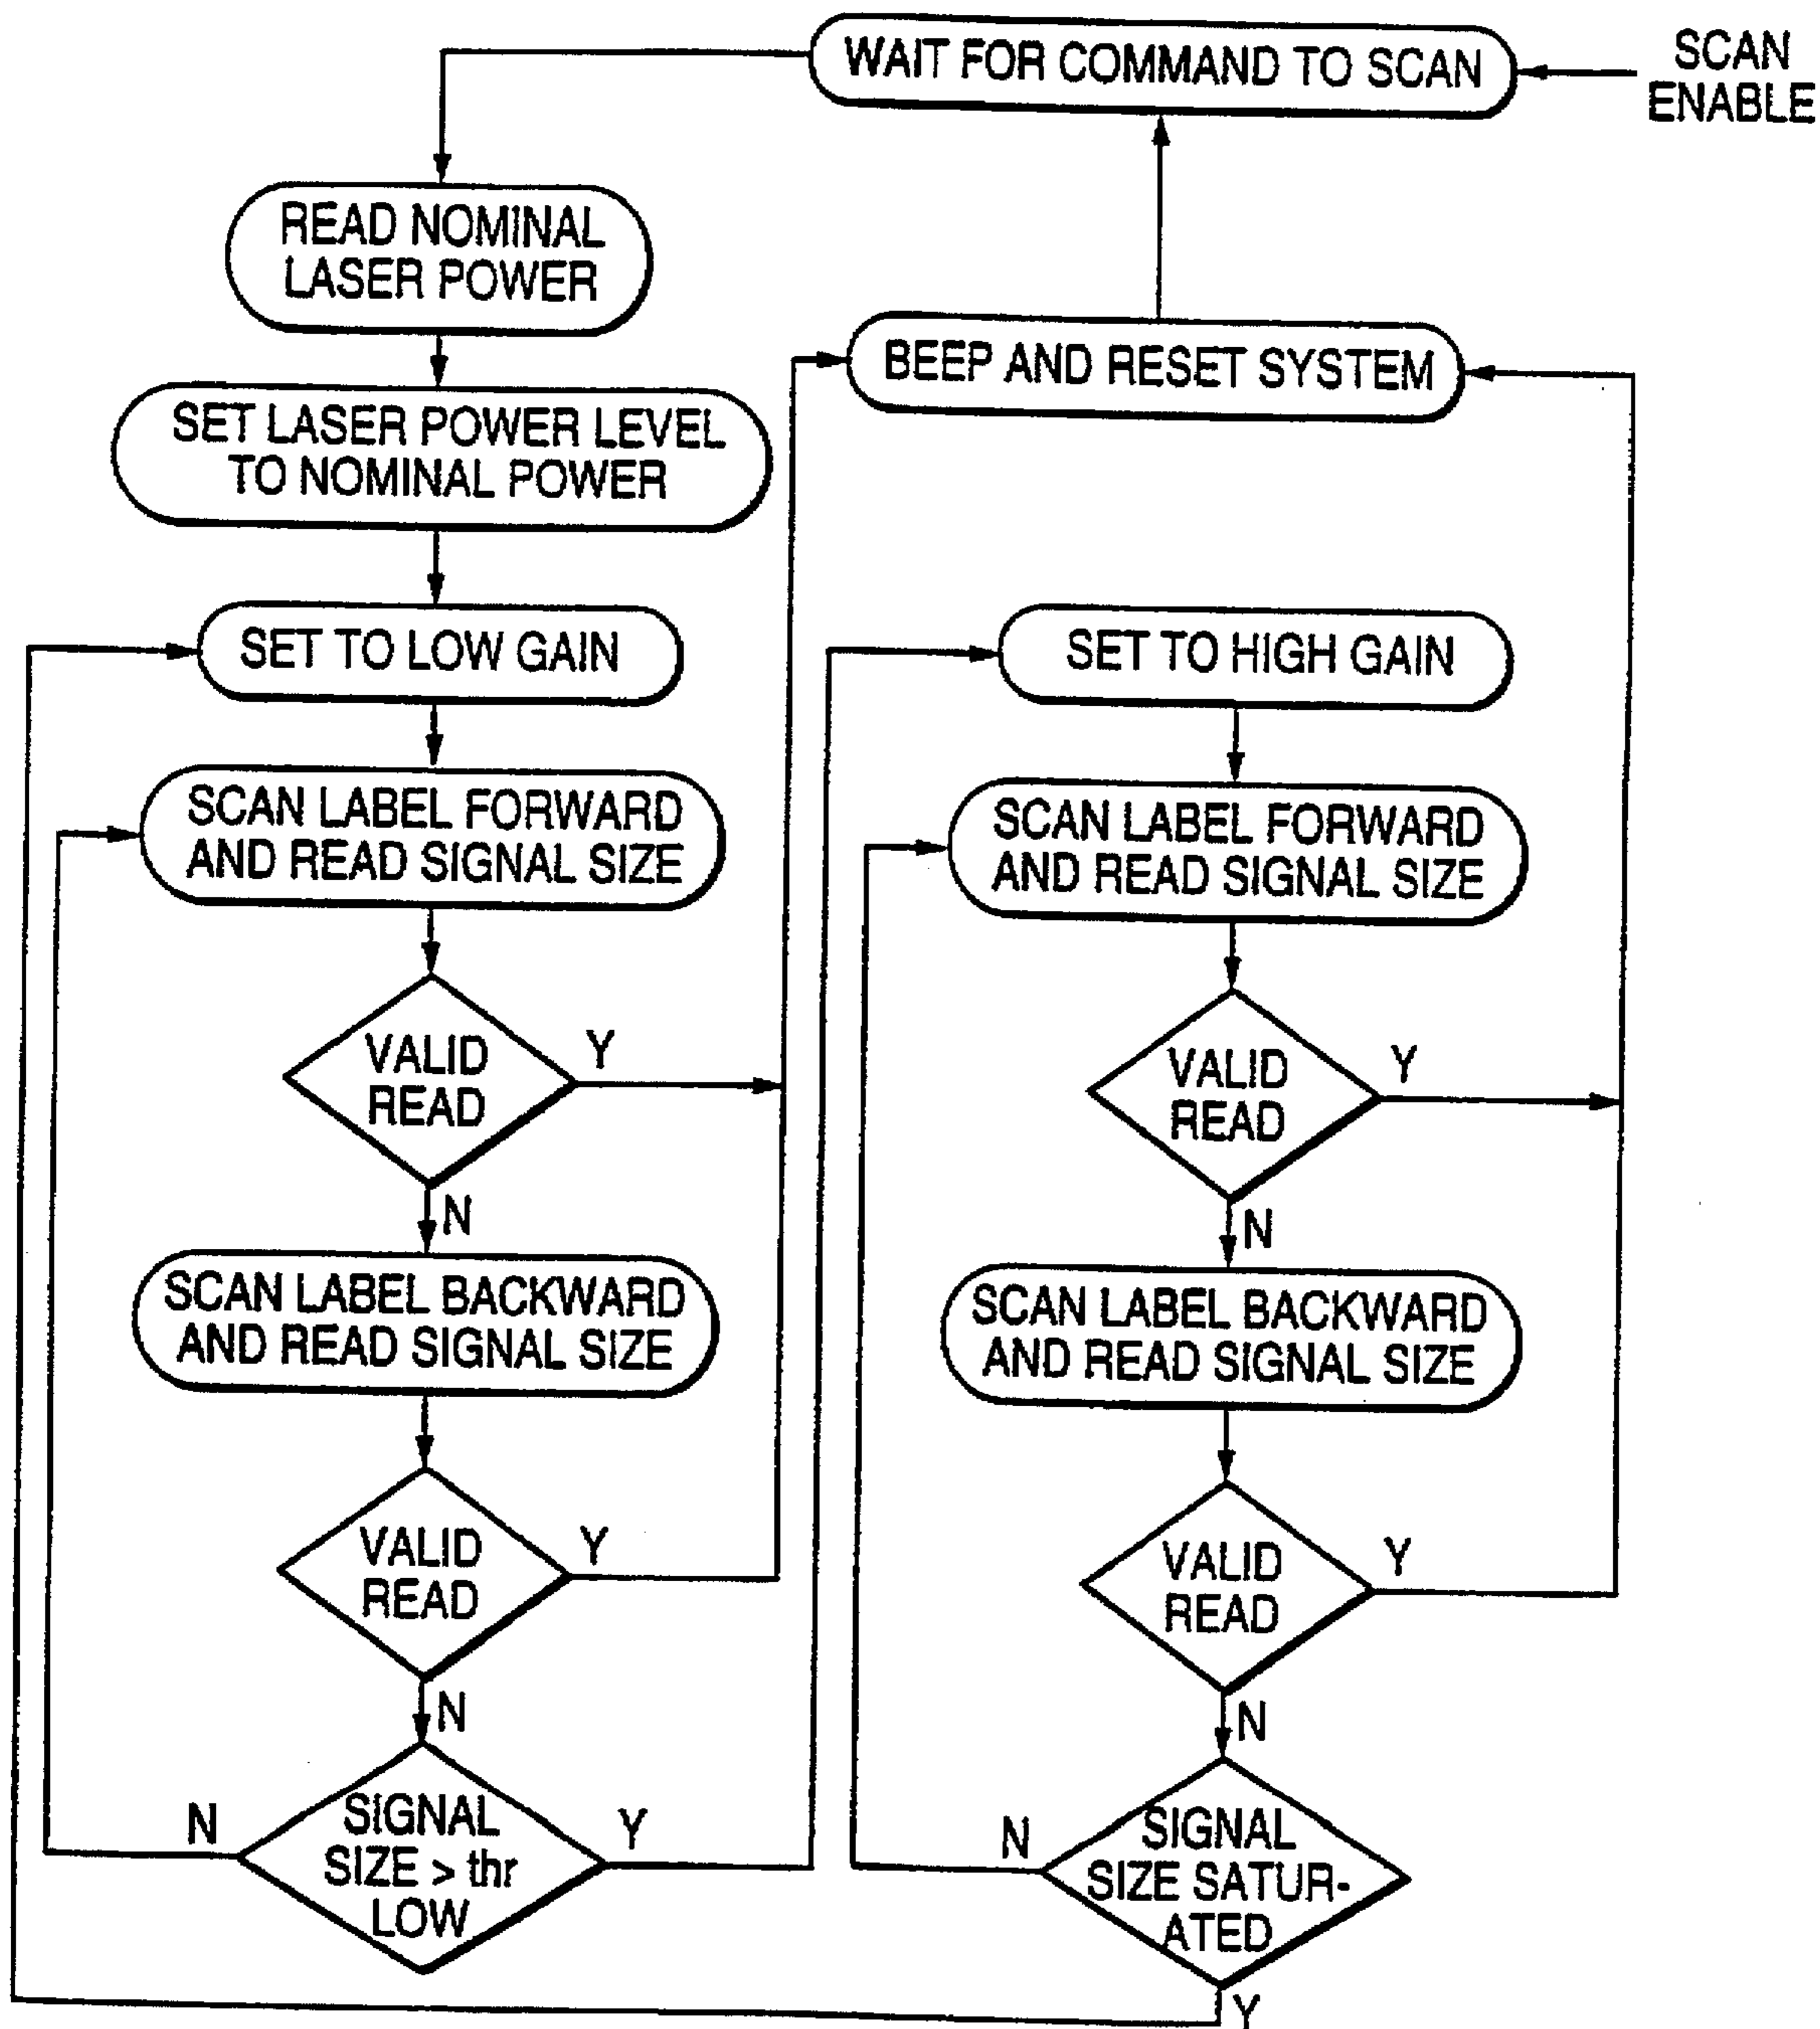 WAIT FOR COMMAND TO SCAN
SCAN
ENABLE
READ NOMINAL
LASER POWER
BEEP AND RESET SYSTEM
SET LASER POWER LEVEL
TO NOMINAL POWER
SET TO LOW GAIN
SCAN LABEL FORWARD
AND READ SIGNAL SIZE
VALID
READ
Y
N
SCAN LABEL BACKWARD
AND READ SIGNAL SIZE
VALID
READ
Y
N
SIGNAL
SIZE > thr
LOW
N
Y
SET TO HIGH GAIN
SCAN LABEL FORWARD
AND READ SIGNAL SIZE
VALID
READ
Y
N
SCAN LABEL BACKWARD
AND READ SIGNAL SIZE
VALID
READ
Y
N
SIGNAL
SIZE SATUR-
ATED
N
Y